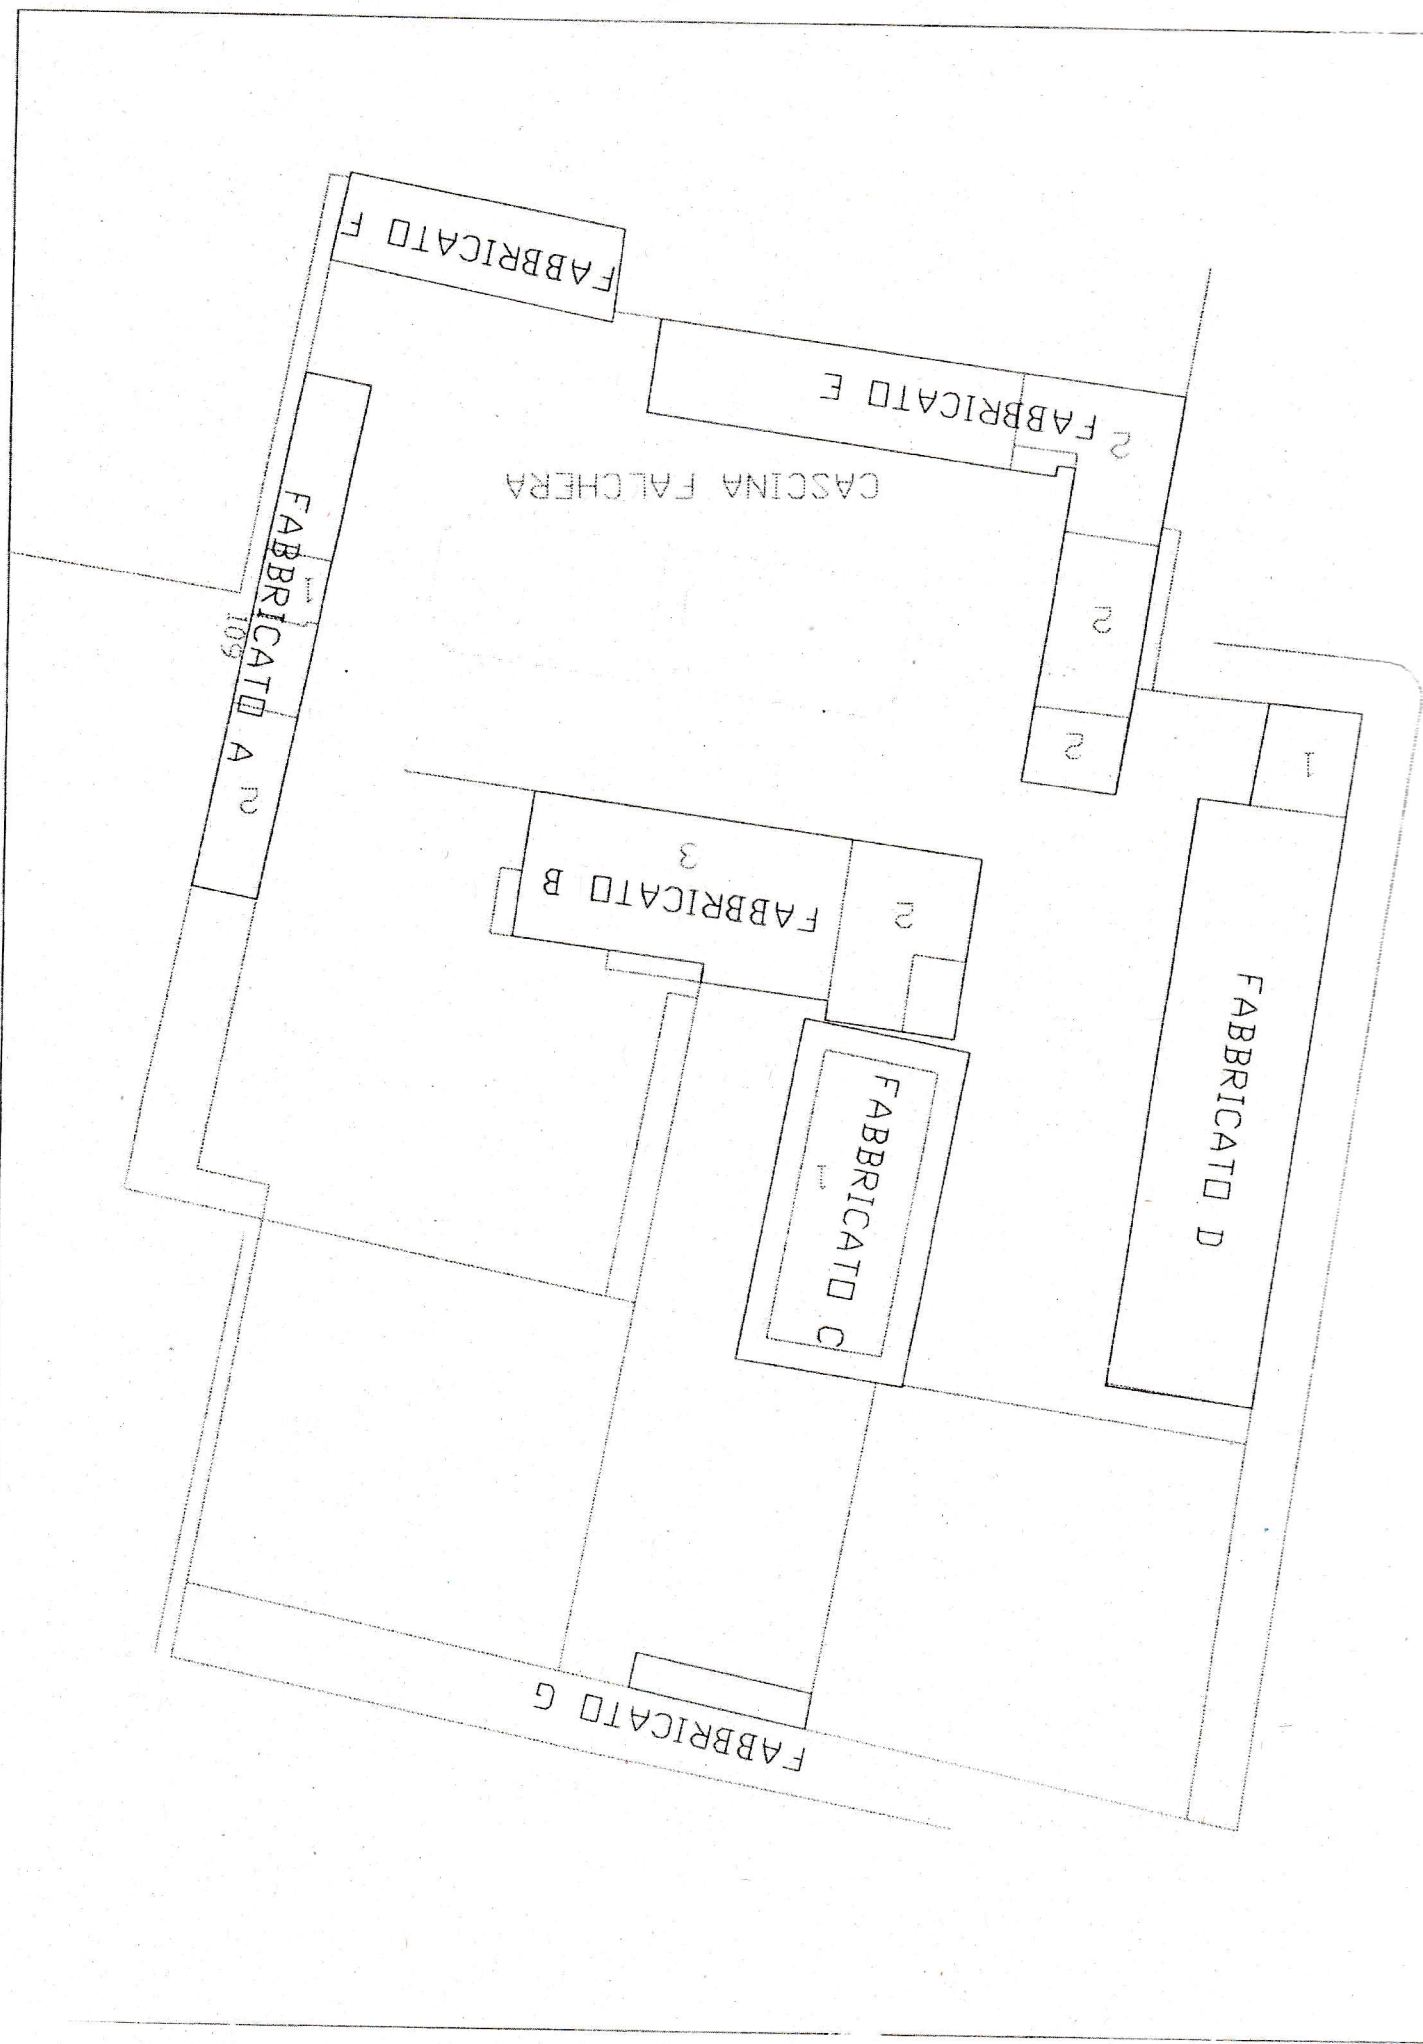 FABBRICATO F
FABBRICATO E
2
CASCINA FALCHERA
FABBRICATO A
1
109
2
2
2
1
3
FABBRICATO B
2
FABBRICATO D
FABBRICATO C
1
FABBRICATO G